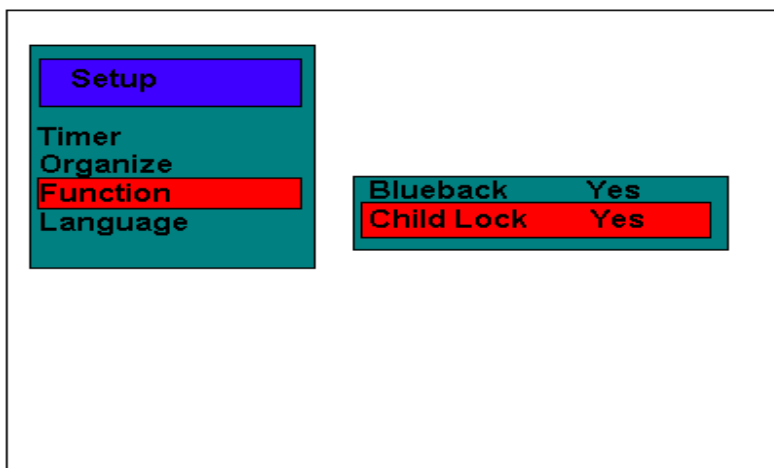 Setup
Timer
Organize
Function
Language
Blueback Yes
Child Lock Yes